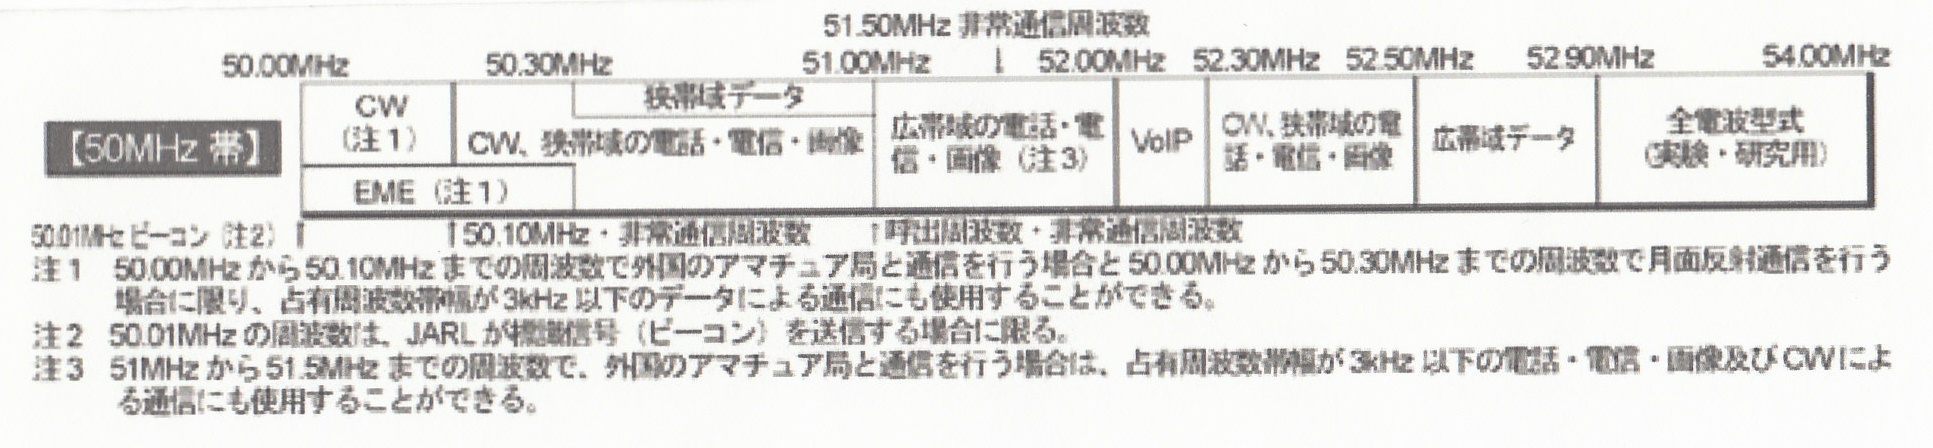 51.50MHz 非常通信周波数
50.00MHz 50.30MHz 51.00MHz ↓ 52.00MHz 52.30MHz 52.50MHz 52.90MHz 54.00MHz
【50MHz 帯】
CW
(注1)
EME (注1)
狭帯域データ
CW、狭帯域の電話・電信・画像
広帯域の電話・電
信・画像 (注3)
VoIP
CW、狭帯域の電
話・電信・画像
広帯域データ
全電波型式
(実験・研究用)
50.01MHz ビーコン (注2) ↑ ↑50.10MHz・非常通信周波数 ↑呼出周波数・非常通信周波数
注1 50.00MHz から 50.10MHz までの周波数で外国のアマチュア局と通信を行う場合と 50.00MHz から 50.30MHz までの周波数で月面反射通信を行う
場合に限り、占有周波数帯幅が 3kHz 以下のデータによる通信にも使用することができる。
注2 50.01MHz の周波数は、JARL が標識信号（ビーコン）を送信する場合に限る。
注3 51MHz から 51.5MHz までの周波数で、外国のアマチュア局と通信を行う場合は、占有周波数帯幅が 3kHz 以下の電話・電信・画像及び CW によ
る通信にも使用することができる。